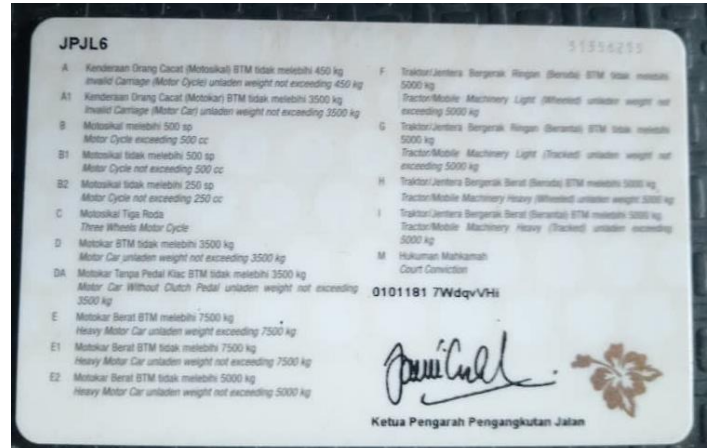 JPJL6
51556255
A Kenderaan Orang Cacat (Motosikal) BTM tidak melebihi 450 kg
Invalid Carriage (Motor Cycle) unladen weight not exceeding 450 kg
A1 Kenderaan Orang Cacat (Motokar) BTM tidak melebihi 3500 kg
Invalid Carriage (Motor Car) unladen weight not exceeding 3500 kg
B Motosikal melebihi 500 sp
Motor Cycle exceeding 500 cc
B1 Motosikal tidak melebihi 500 sp
Motor Cycle not exceeding 500 cc
B2 Motosikal tidak melebihi 250 sp
Motor Cycle not exceeding 250 cc
C Motosikal Tiga Roda
Three Wheels Motor Cycle
D Motokar BTM tidak melebihi 3500 kg
Motor Car unladen weight not exceeding 3500 kg
DA Motokar Tanpa Pedal Klac BTM tidak melebihi 3500 kg
Motor Car Without Clutch Pedal unladen weight not exceeding
3500 kg
E Motokar Berat BTM melebihi 7500 kg
Heavy Motor Car unladen weight exceeding 7500 kg
E1 Motokar Berat BTM tidak melebihi 7500 kg
Heavy Motor Car unladen weight not exceeding 7500 kg
E2 Motokar Berat BTM tidak melebihi 5000 kg
Heavy Motor Car unladen weight not exceeding 5000 kg
F Traktor/Jentera Bergerak Ringan (Beroda) BTM tidak melebihi
5000 kg
Tractor/Mobile Machinery Light (Wheeled) unladen weight not
exceeding 5000 kg
G Traktor/Jentera Bergerak Ringan (Berantai) BTM tidak melebihi
5000 kg
Tractor/Mobile Machinery Light (Tracked) unladen weight not
exceeding 5000 kg
H Traktor/Jentera Bergerak Berat (Beroda) BTM melebihi 5000 kg
Tractor/Mobile Machinery Heavy (Wheeled) unladen weight exceeding 5000 kg
I Traktor/Jentera Bergerak Berat (Berantai) BTM melebihi 5000 kg
Tractor/Mobile Machinery Heavy (Tracked) unladen exceeding
5000 kg
M Hukuman Mahkamah
Court Conviction
0101181 7WdqvVHi
Ketua Pengarah Pengangkutan Jalan